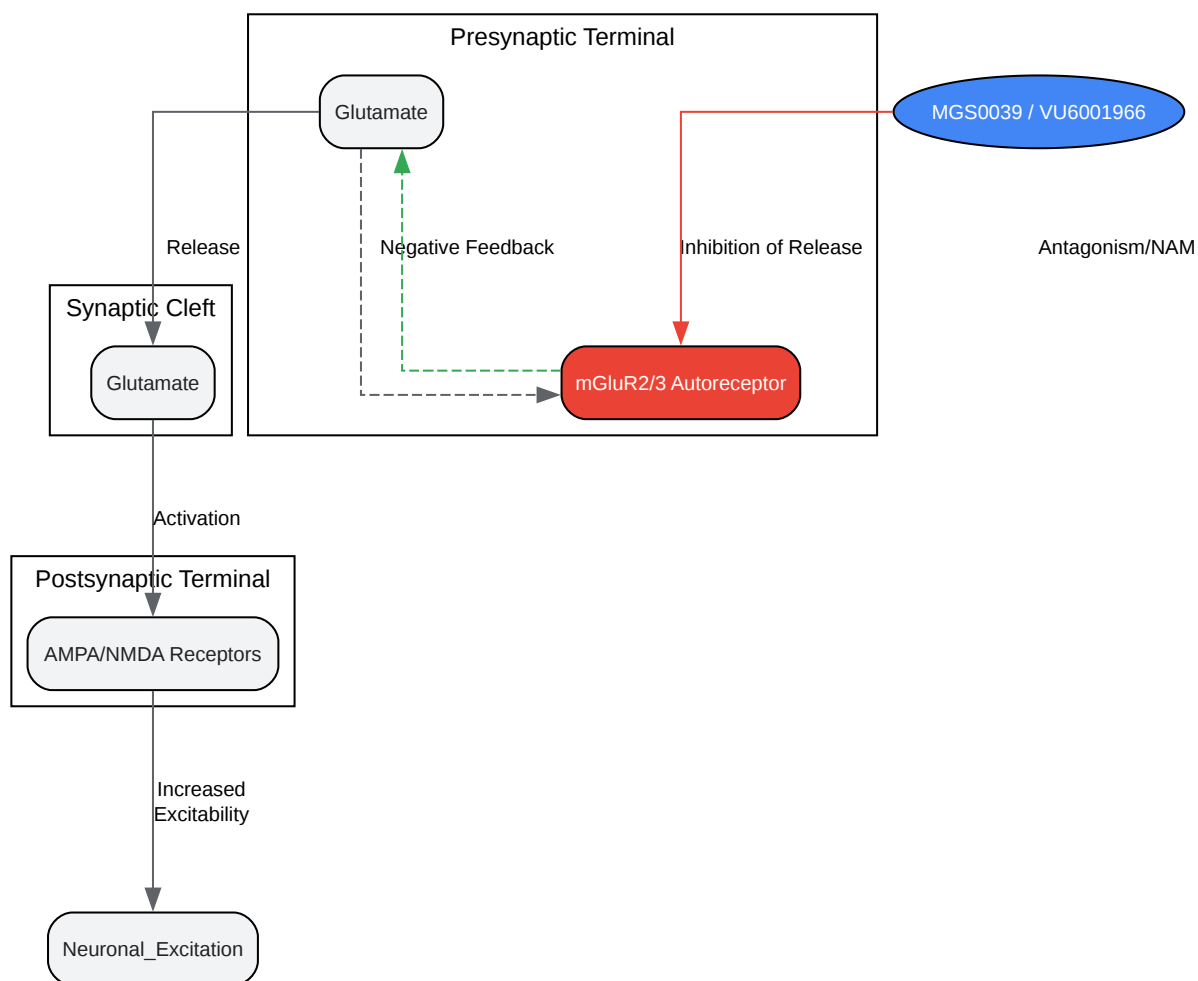 Presynaptic Terminal
Glutamate
MGS0039 / VU6001966
Release
Negative Feedback
Inhibition of Release
Antagonism/NAM
Synaptic Cleft
Glutamate
mGluR2/3 Autoreceptor
Activation
Postsynaptic Terminal
AMPA/NMDA Receptors
Increased
Excitability
Neuronal_Excitation